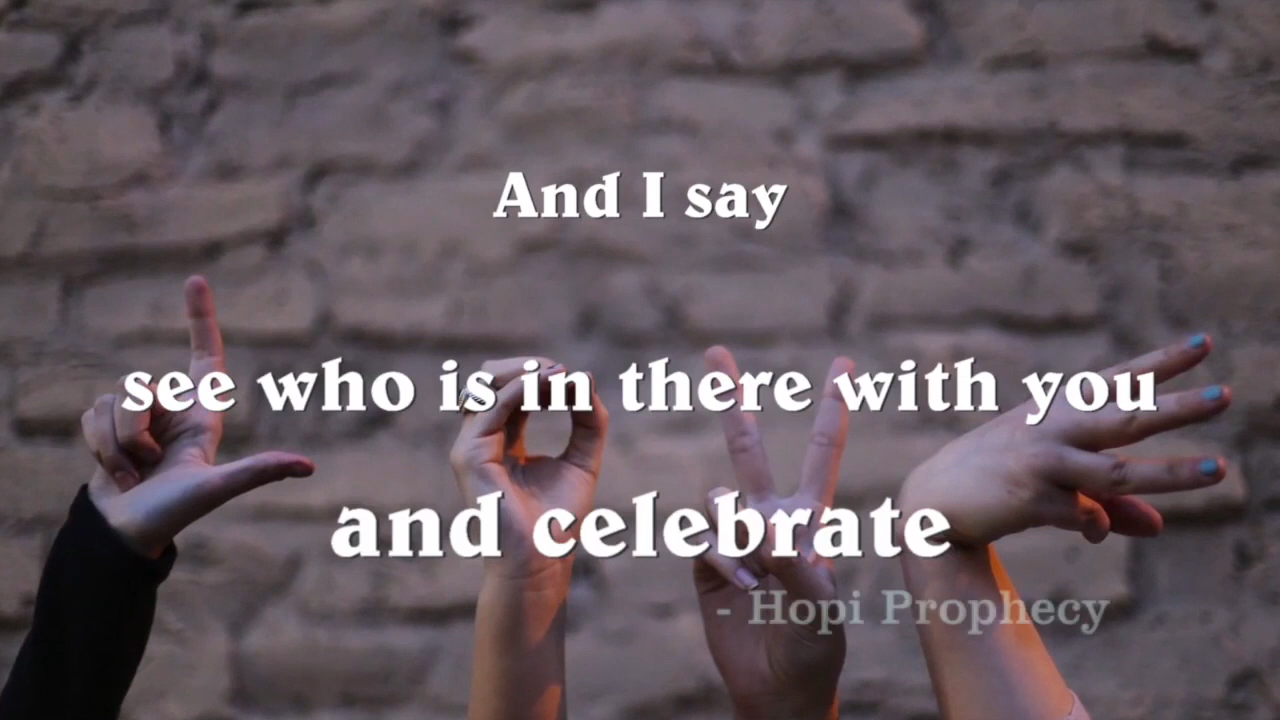 And I say
see who is in there with you
and celebrate
- Hopi Prophecy